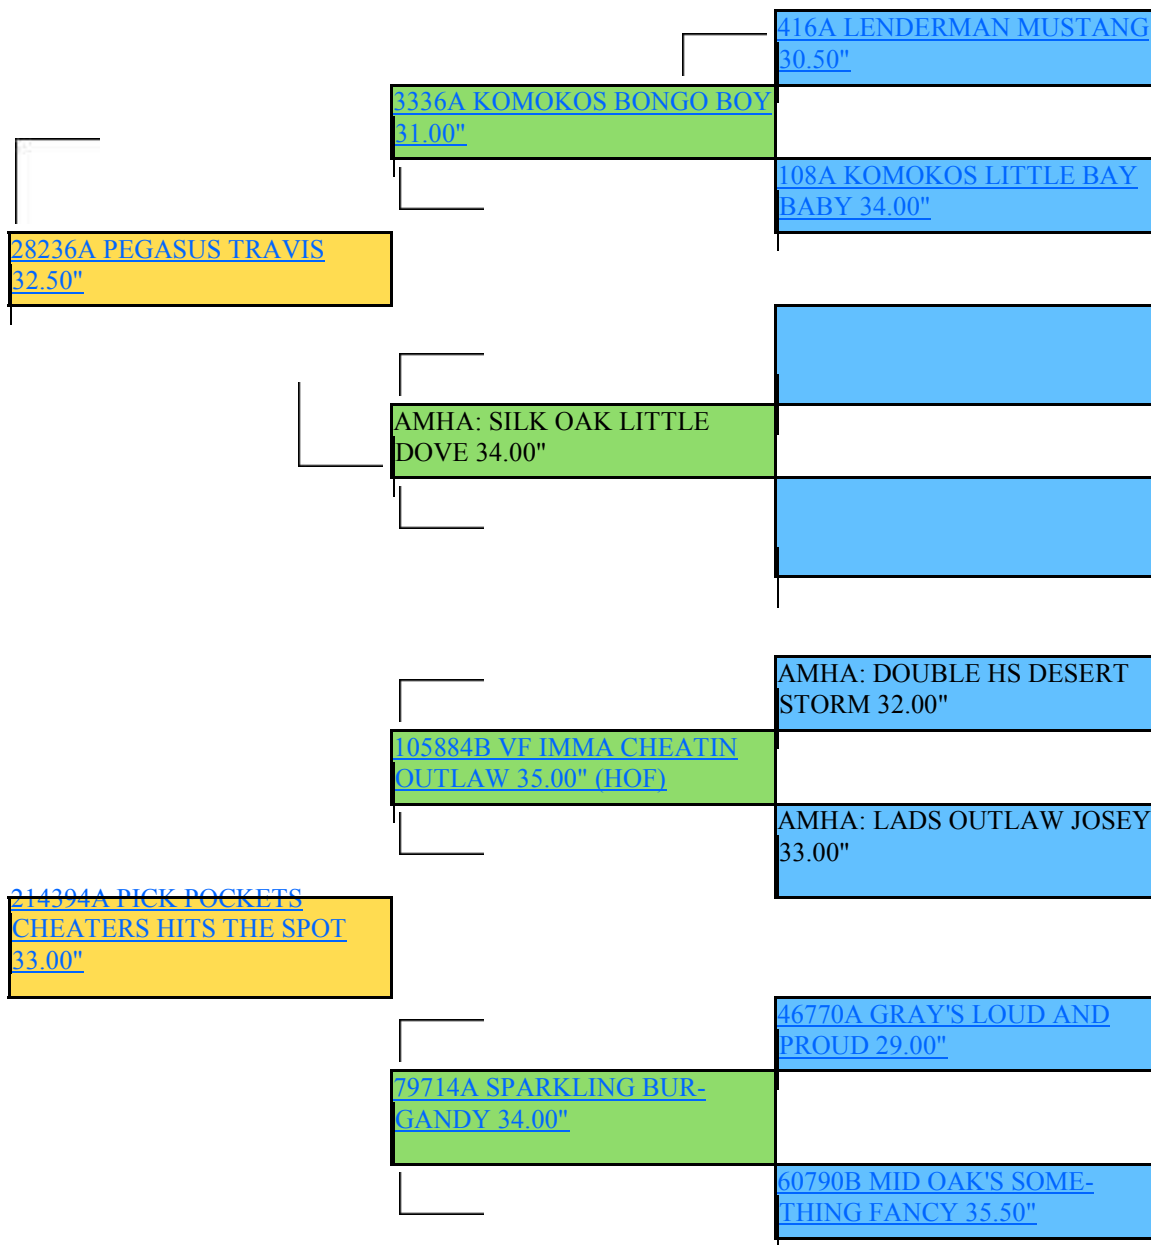 416A LENDERMAN MUSTANG
30.50"
3336A KOMOKOS BONGO BOY
31.00"
108A KOMOKOS LITTLE BAY
BABY 34.00"
28236A PEGASUS TRAVIS
32.50"
AMHA: SILK OAK LITTLE
DOVE 34.00"
AMHA: DOUBLE HS DESERT
STORM 32.00"
105884B VF IMMA CHEATIN
OUTLAW 35.00" (HOF)
AMHA: LADS OUTLAW JOSEY
33.00"
214394A PICK POCKETS
CHEATERS HITS THE SPOT
33.00"
46770A GRAY'S LOUD AND
PROUD 29.00"
79714A SPARKLING BUR-
GANDY 34.00"
60790B MID OAK'S SOME-
THING FANCY 35.50"